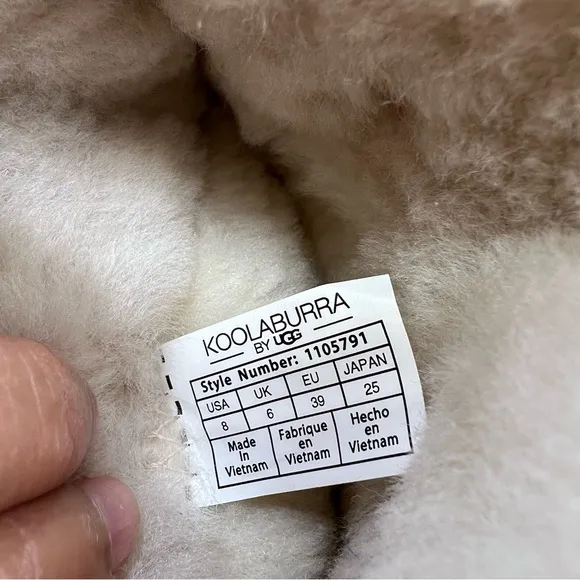 KOOLABURRA
BY UGG
Style Number: 1105791
USA UK EU JAPAN
8 6 39 25
Made in Vietnam
Fabrique en Vietnam
Hecho en Vietnam